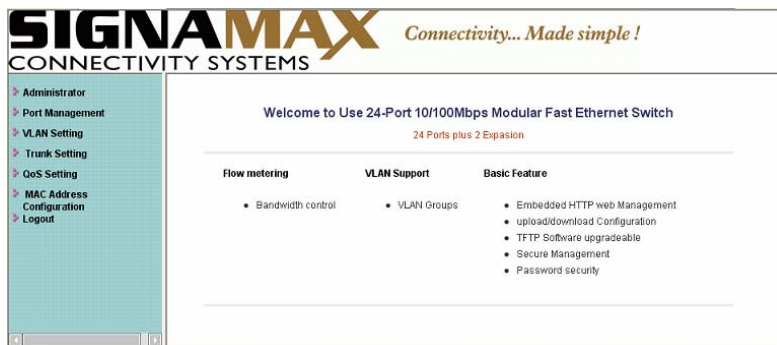 SIGNAMAX
CONNECTIVITY SYSTEMS
Connectivity... Made simple !
Administrator
Port Management
VLAN Setting
Trunk Setting
QoS Setting
MAC Address
Configuration
Logout
Welcome to Use 24-Port 10/100Mbps Modular Fast Ethernet Switch
24 Ports plus 2 Expasion
Flow metering
Bandwidth control
VLAN Support
VLAN Groups
Basic Feature
Embedded HTTP web Management
upload/download Configuration
TFTP Software upgradeable
Secure Management
Password security